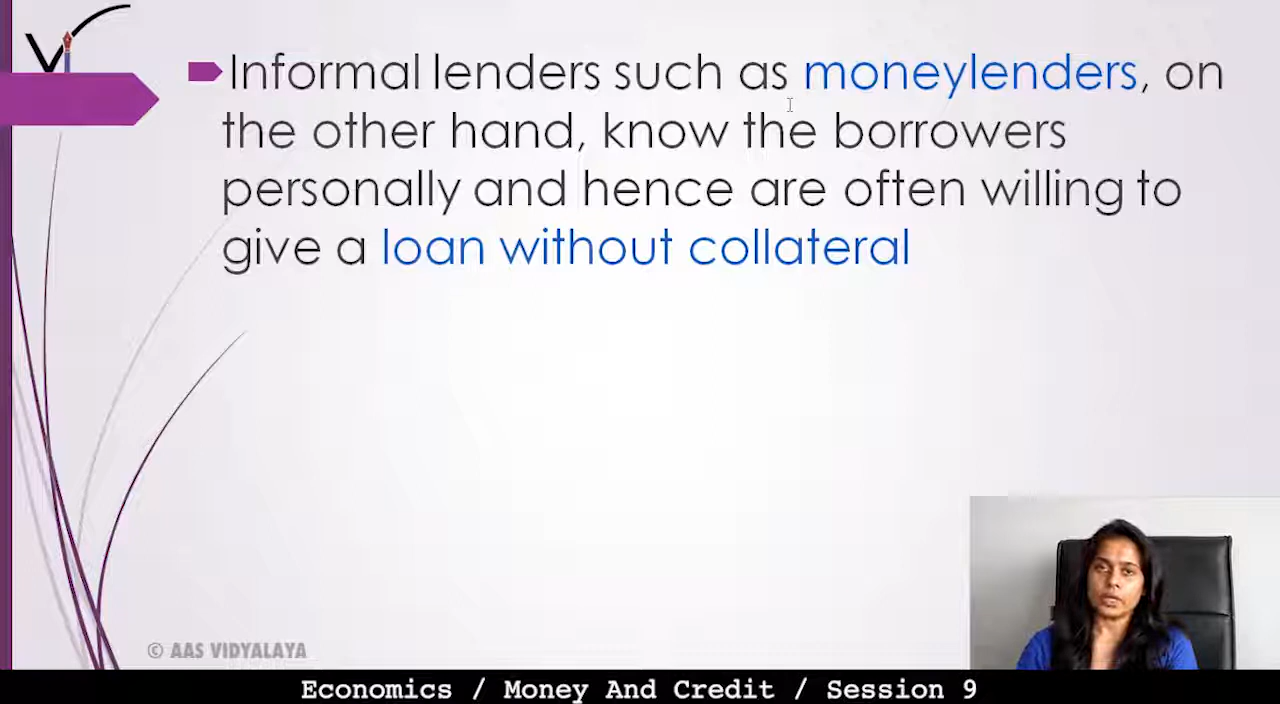 Informal lenders such as moneylenders, on
the other hand, know the borrowers
personally and hence are often willing to
give a loan without collateral
© AAS VIDYALAYA
Economics / Money And Credit / Session 9